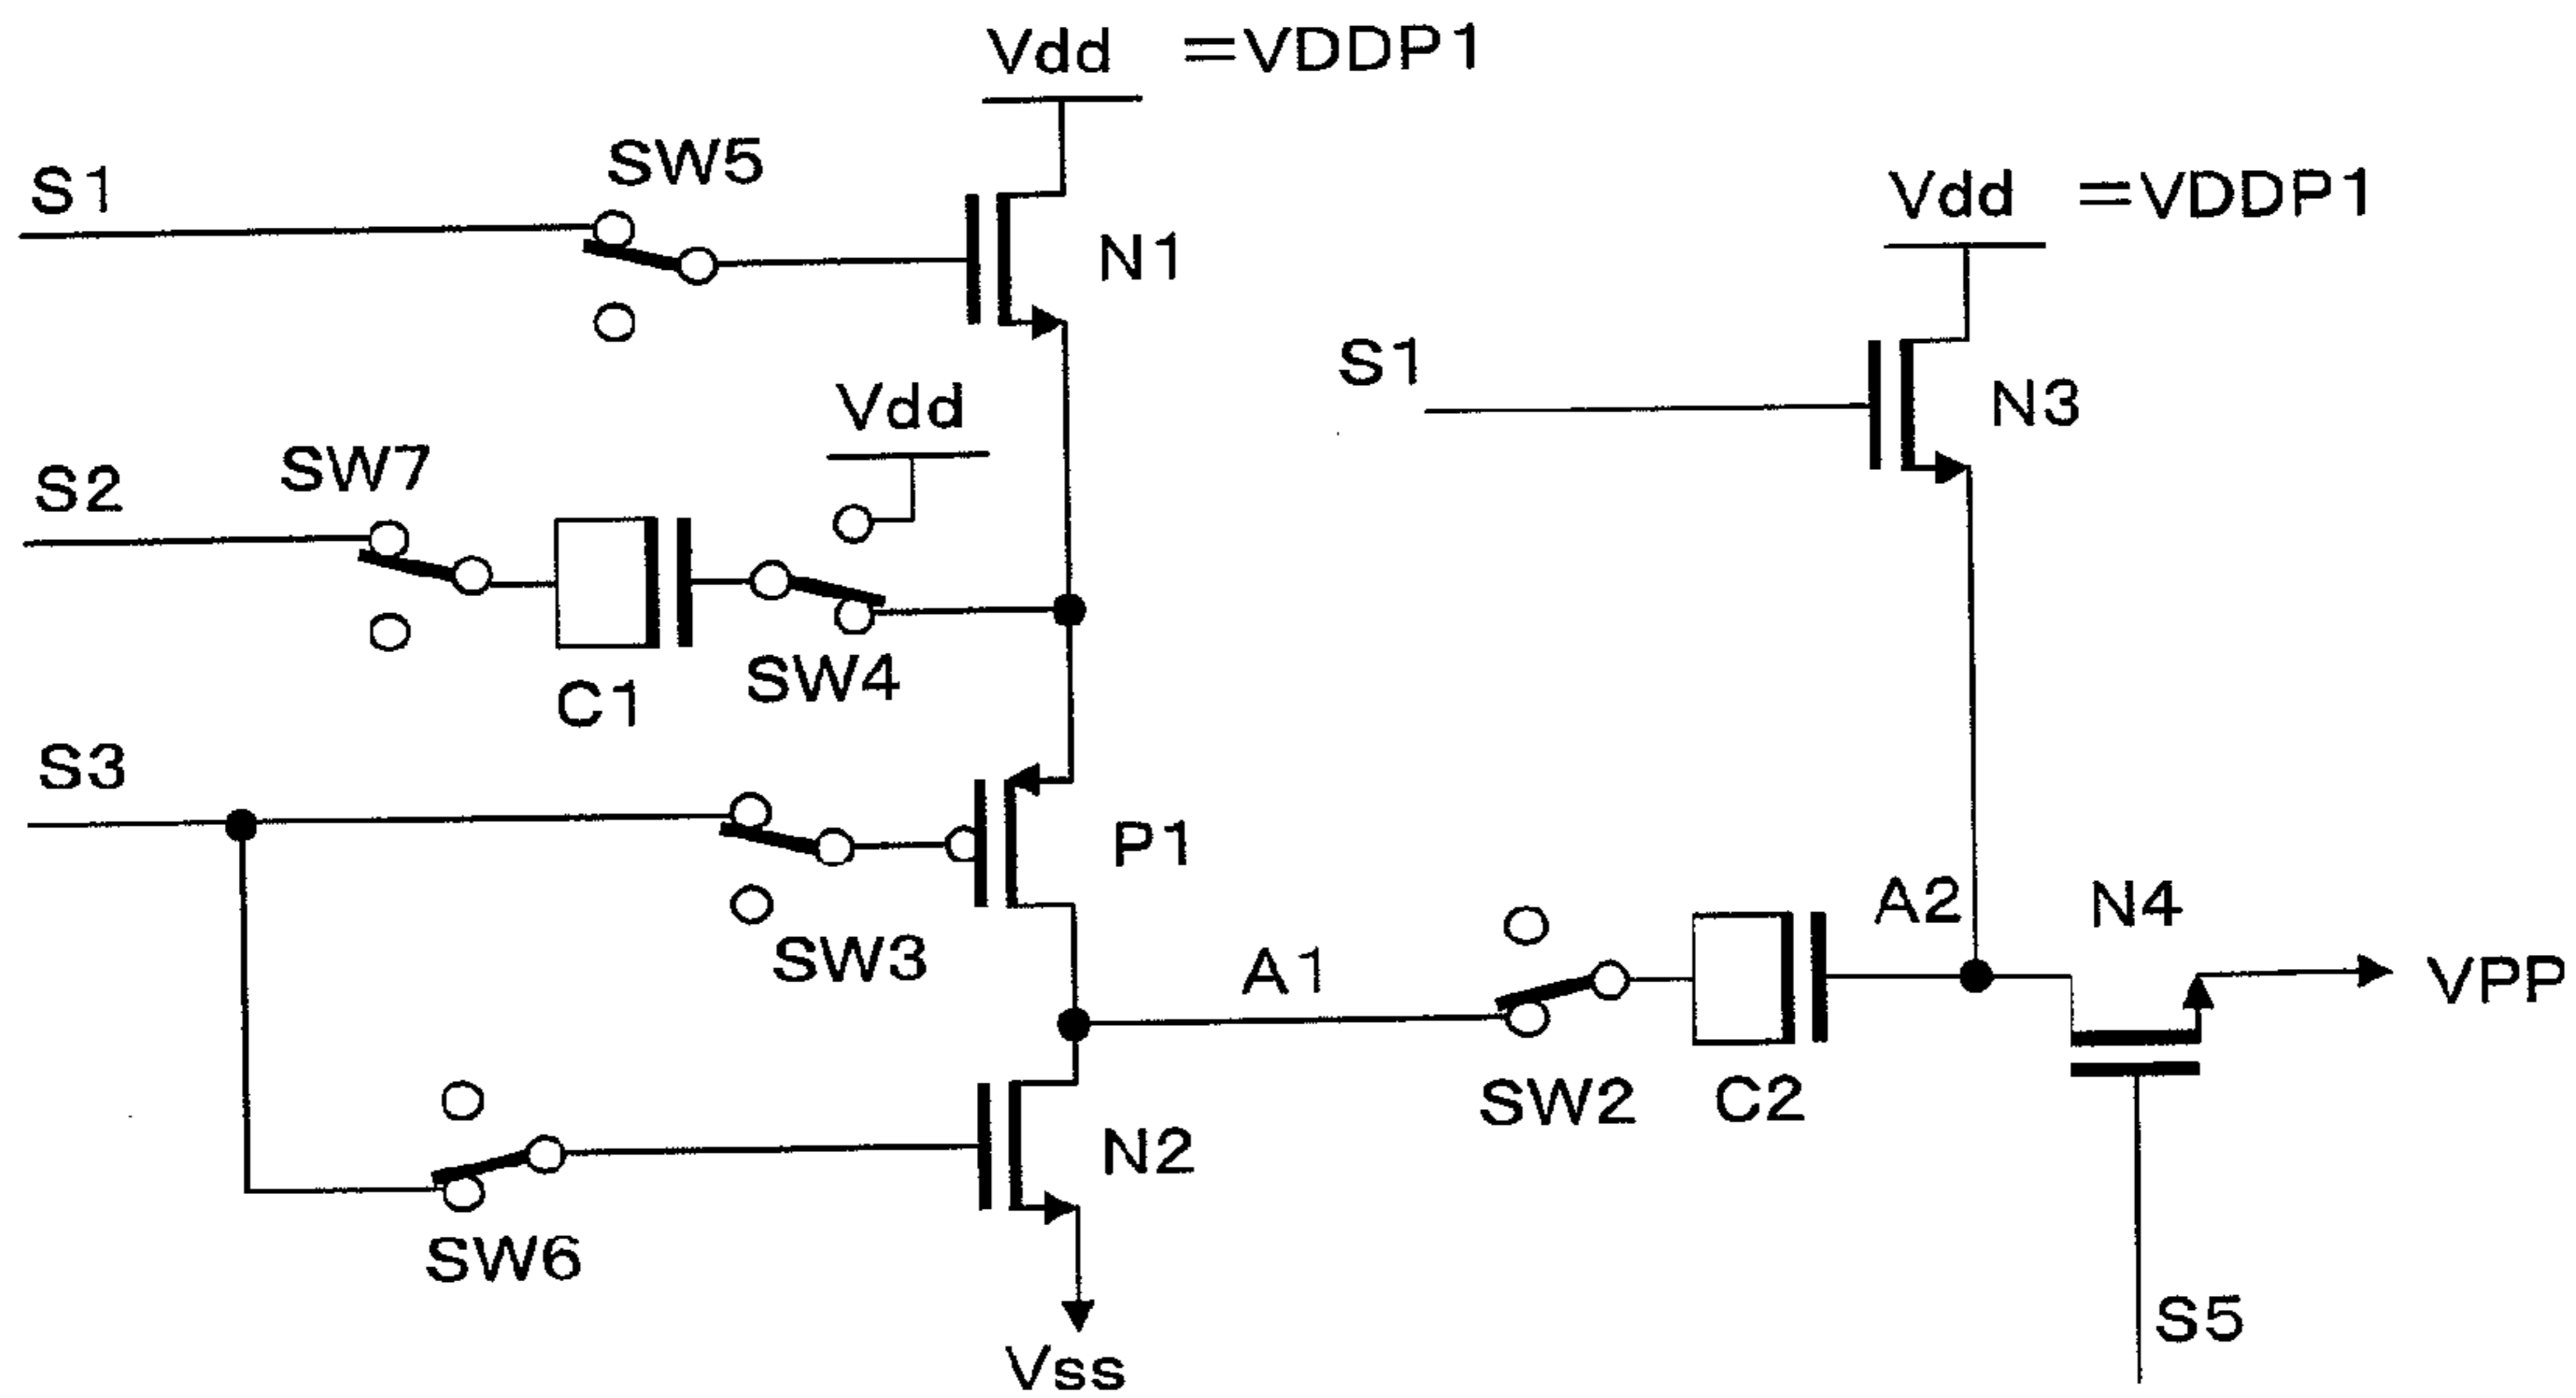 Vdd =VDDP1
SW5
S1
N1
Vdd =VDDP1
S1
N3
Vdd
SW7
S2
C1
SW4
S3
P1
SW3
A1
A2
N4
VPP
SW2
C2
N2
SW6
S5
Vss